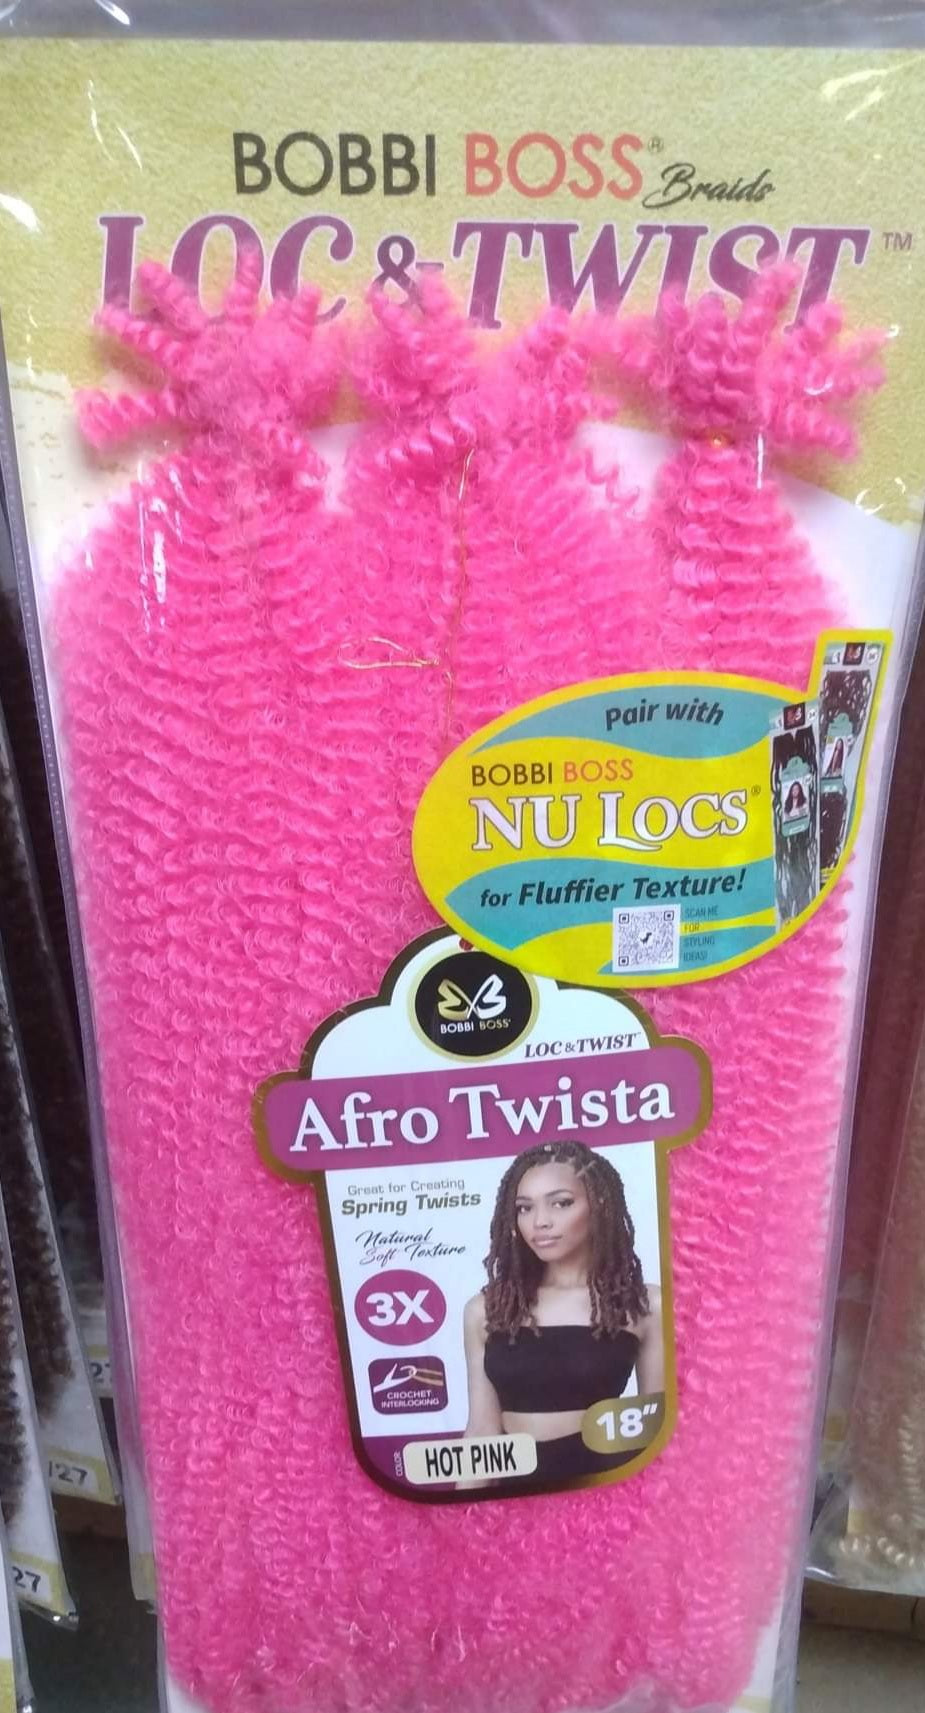 BOBBI BOSS® Braids
LOC & TWIST™
Pair with
BOBBI BOSS
NU LOCS®
for Fluffier Texture!
SCAN ME
FOR
STYLING
IDEAS!
BOBBI BOSS
LOC & TWIST™
Afro Twista
Great for Creating
Spring Twists
Natural
Soft Texture
3X
CROCHET
INTERLOCKING
18"
COLOR
HOT PINK
27
127
27